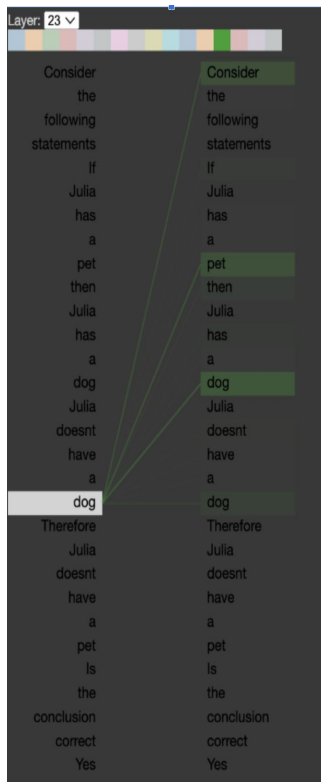 Layer: 23
Consider Consider
the the
following following
statements statements
If If
Julia Julia
has has
a a
pet pet
then then
Julia Julia
has has
a a
dog dog
Julia Julia
doesnt doesnt
have have
a a
dog dog
Therefore Therefore
Julia Julia
doesnt doesnt
have have
a a
pet pet
Is Is
the the
conclusion conclusion
correct correct
Yes Yes